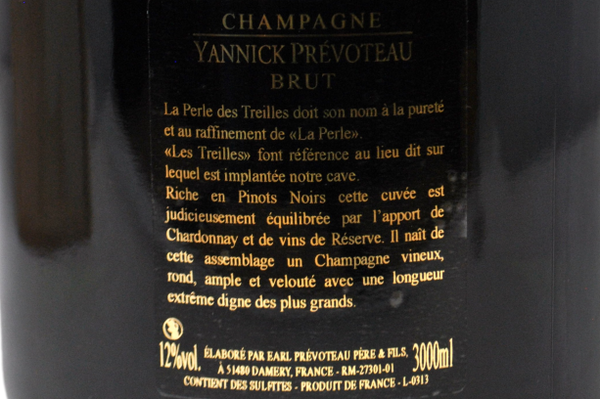 CHAMPAGNE
YANNICK PRÉVOTEAU
BRUT
La Perle des Treilles doit son nom à la pureté
et au raffinement de «La Perle».
«Les Treilles» font référence au lieu dit sur
lequel est implantée notre cave.
Riche en Pinots Noirs cette cuvée est
judicieusement équilibrée par l'apport de
Chardonnay et de vins de Réserve. Il naît de
cette assemblage un Champagne vineux,
rond, ample et velouté avec une longueur
extrême digne des plus grands.
12%vol. ÉLABORÉ PAR EARL PRÉVOTEAU PÈRE & FILS, 3000ml
À 51480 DAMERY, FRANCE - RM-27301-01
CONTIENT DES SULFITES - PRODUIT DE FRANCE - L-0313